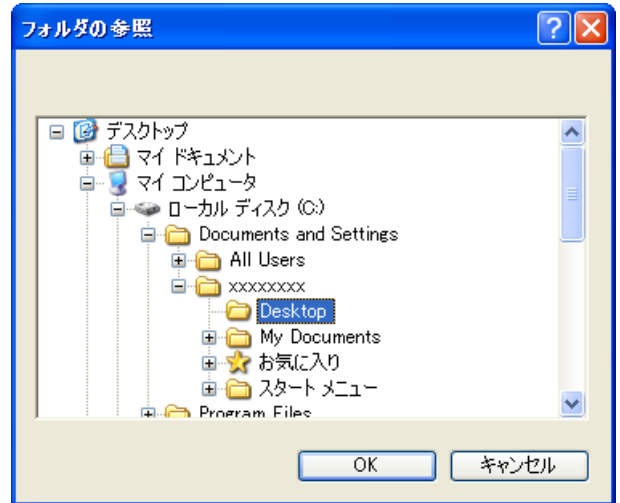 フォルダの参照
デスクトップ
マイ ドキュメント
マイ コンピュータ
ローカル ディスク (C:)
Documents and Settings
All Users
xxxxxxxx
Desktop
My Documents
お気に入り
スタート メニュー
Program Files
OK
キャンセル